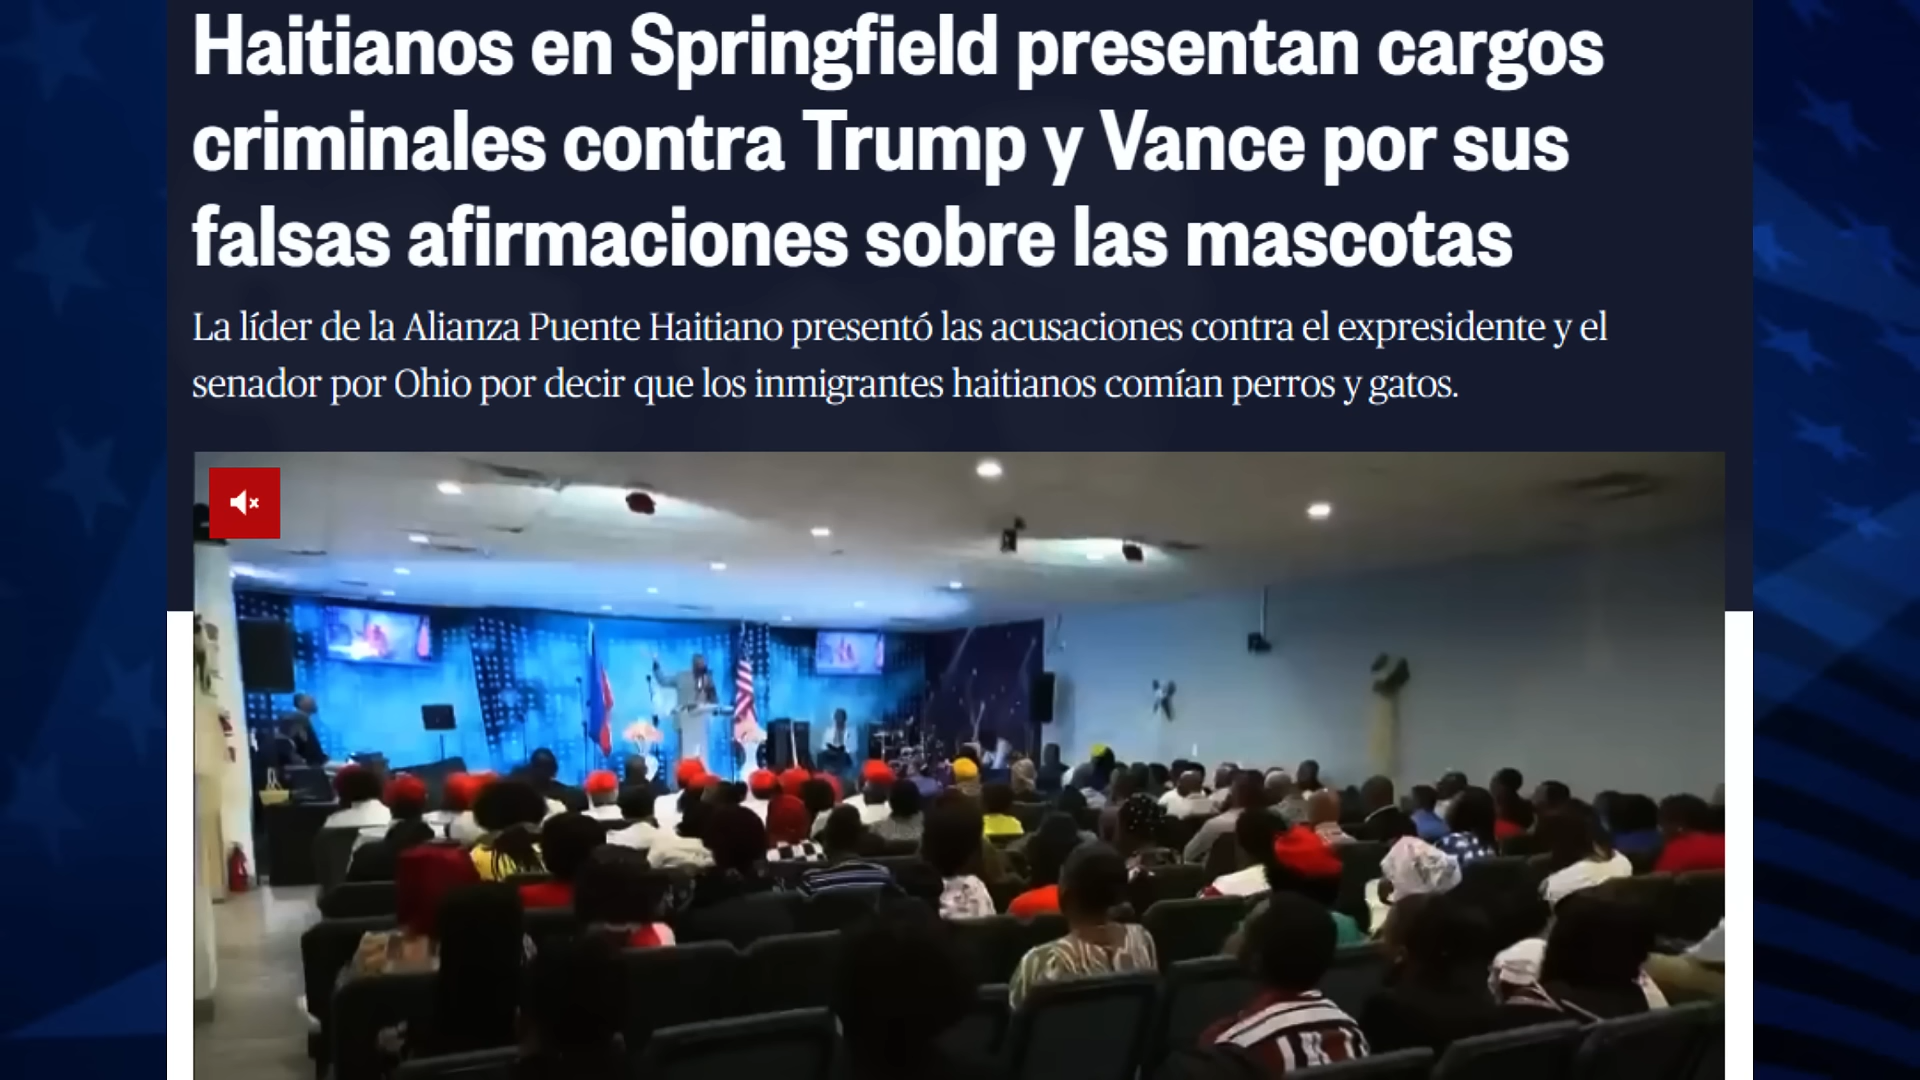 Haitianos en Springfield presentan cargos
criminales contra Trump y Vance por sus
falsas afirmaciones sobre las mascotas
La líder de la Alianza Puente Haitiano presentó las acusaciones contra el expresidente y el
senador por Ohio por decir que los inmigrantes haitianos comían perros y gatos.